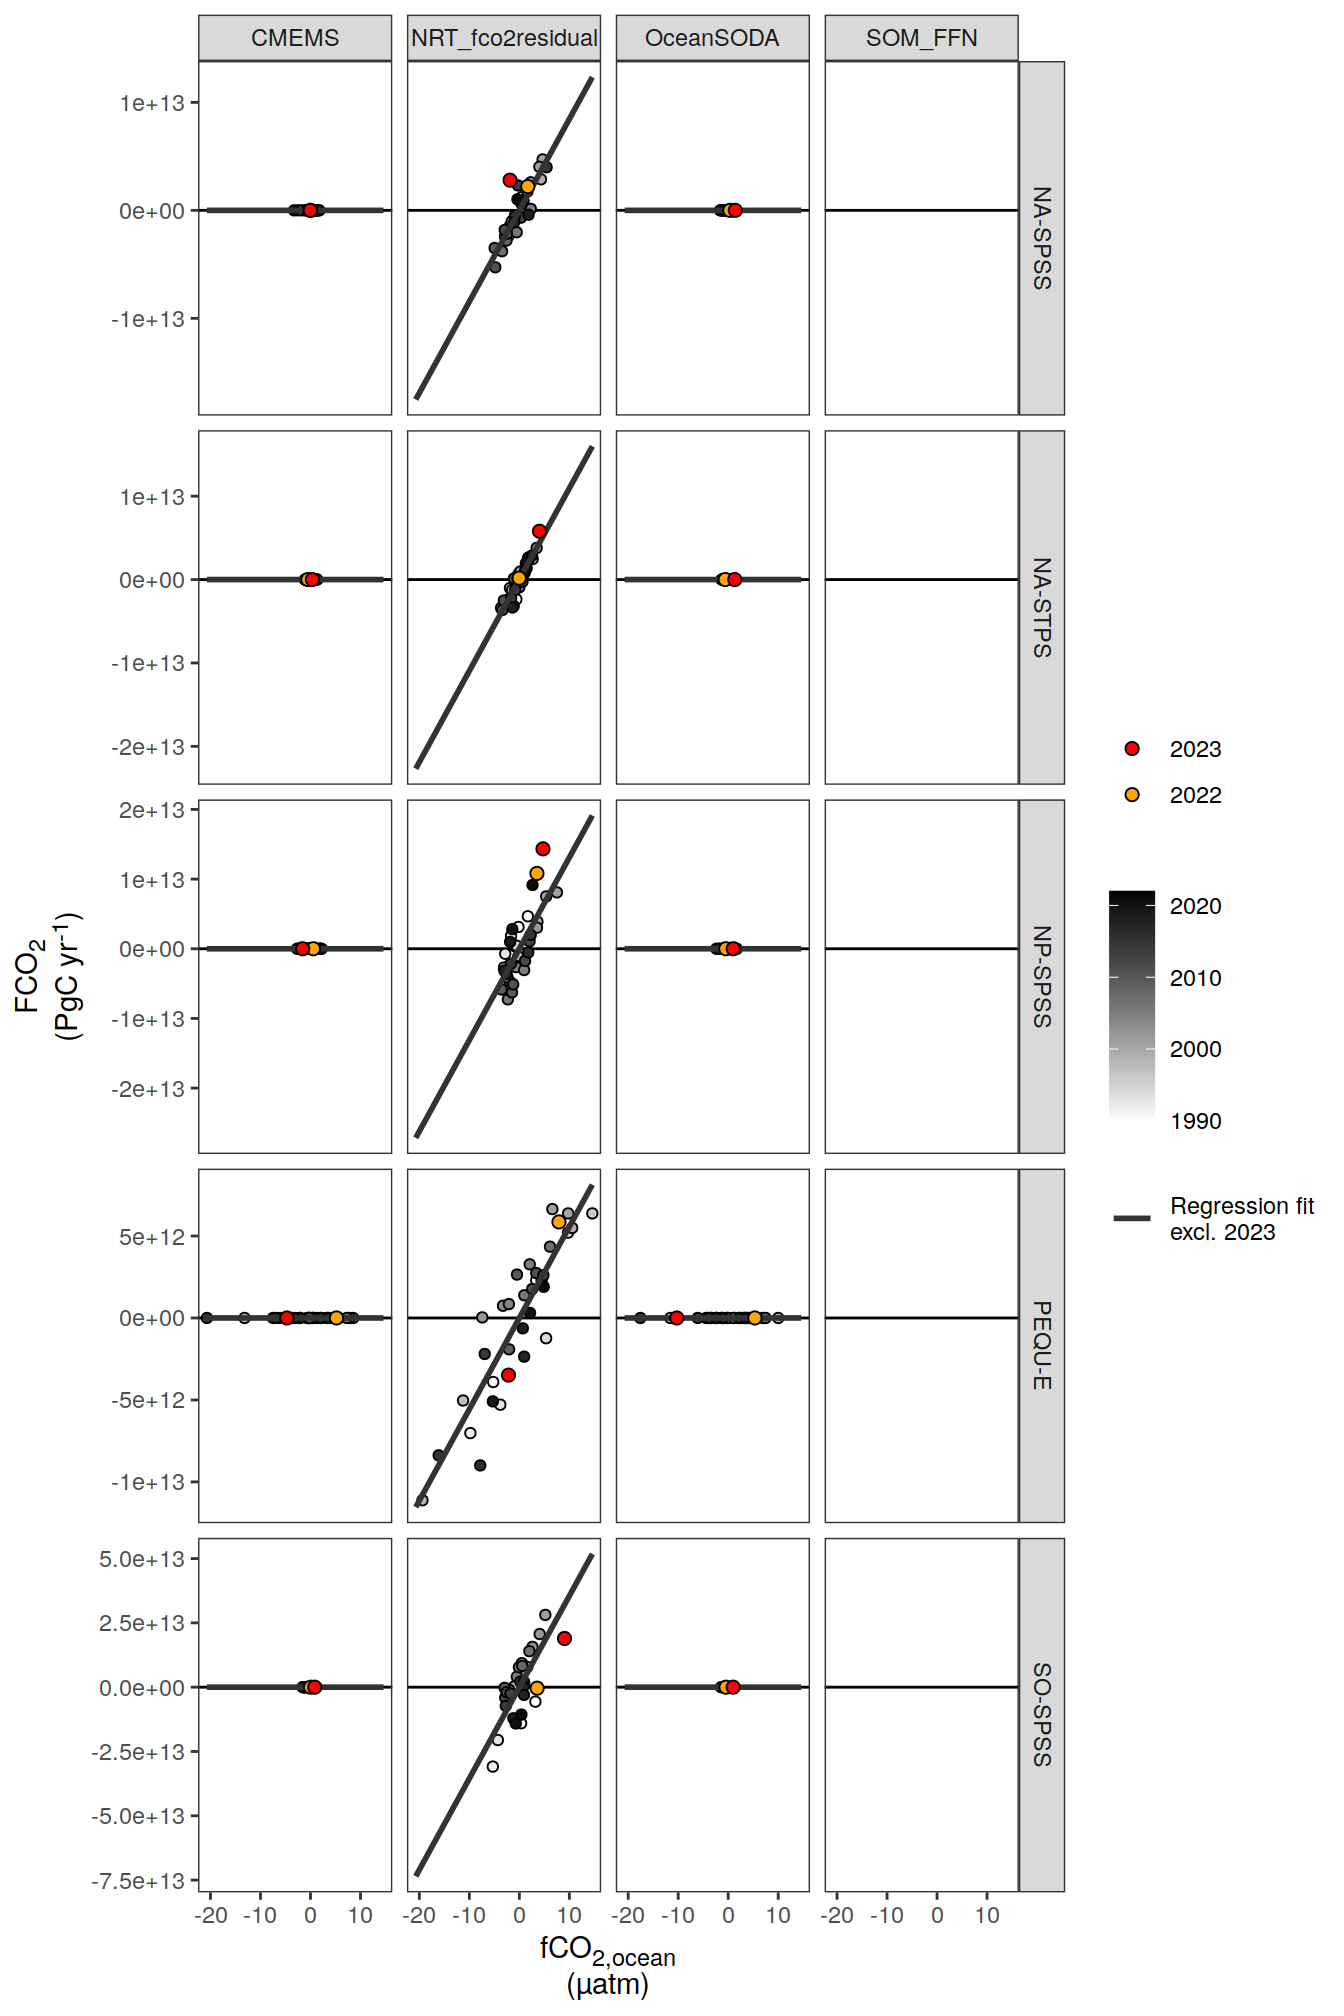 CMEMS NRT_fco2residual OceanSODA SOM_FFN
1e+13
0e+00
-1e+13
NA-SPSS
1e+13
0e+00
-1e+13
-2e+13
NA-STPS
2e+13
1e+13
0e+00
-1e+13
-2e+13
NP-SPSS
5e+12
0e+00
-5e+12
-1e+13
PEQU-E
5.0e+13
2.5e+13
0.0e+00
-2.5e+13
-5.0e+13
-7.5e+13
SO-SPSS
-20 -10 0 10 -20 -10 0 10 -20 -10 0 10 -20 -10 0 10
fCO2,ocean
(µatm)
FCO2
(PgC yr-1)
2023
2022
2020
2010
2000
1990
Regression fit
excl. 2023